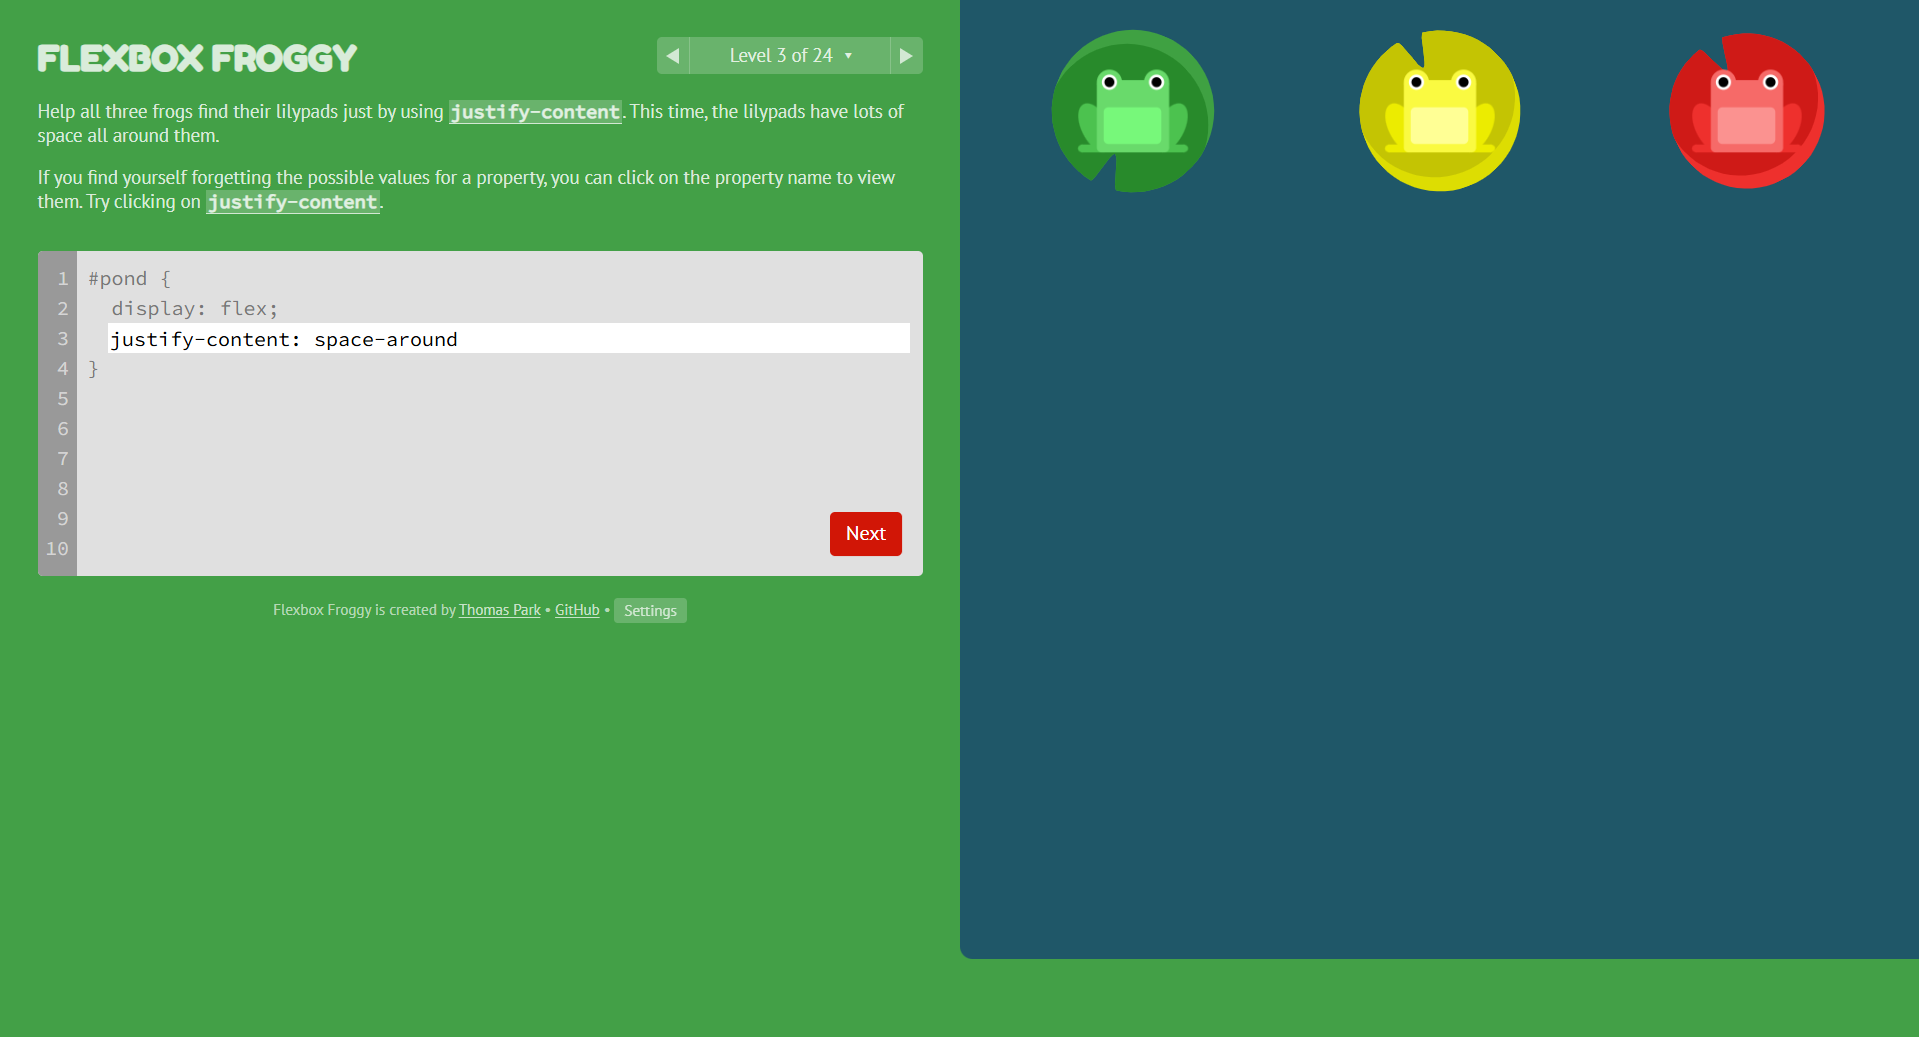 FLEXBOX FROGGY
Level 3 of 24
Help all three frogs find their lilypads just by using justify-content. This time, the lilypads have lots of
space all around them.
If you find yourself forgetting the possible values for a property, you can click on the property name to view
them. Try clicking on justify-content.
1 #pond {
2 display: flex;
3 justify-content: space-around
4 }
5
6
7
8
9
10
Next
Flexbox Froggy is created by Thomas Park • GitHub • Settings